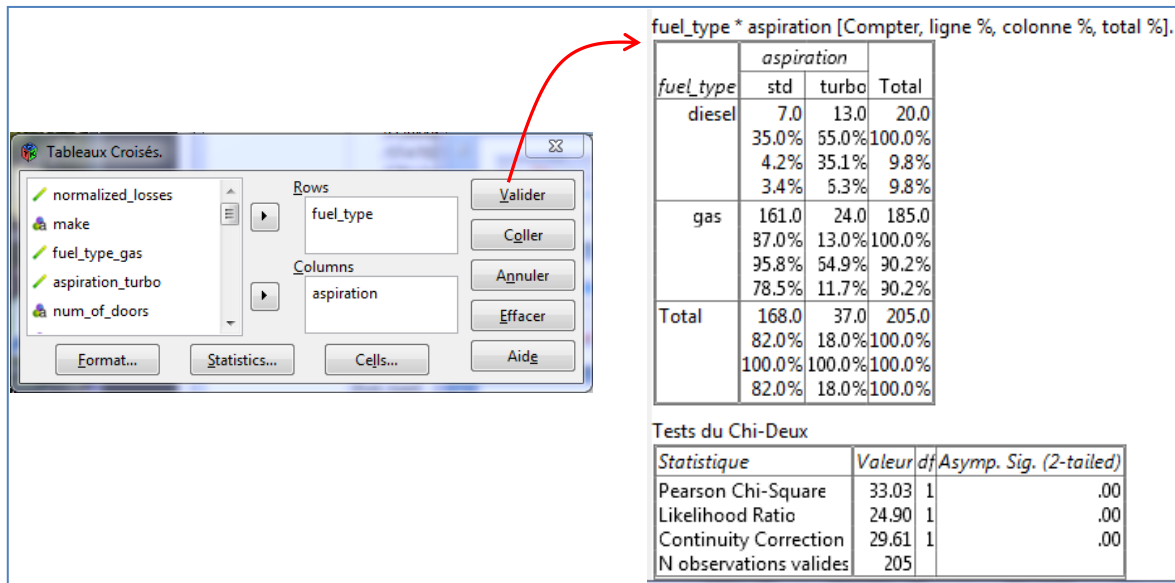 fuel_type * aspiration [Compter, ligne %, colonne %, total %].
aspiration
fuel_type std turbo Total
diesel 7.0 13.0 20.0
35.0% 65.0% 100.0%
4.2% 35.1% 9.8%
3.4% 6.3% 9.8%
gas 161.0 24.0 185.0
87.0% 13.0% 100.0%
95.8% 64.9% 90.2%
78.5% 11.7% 90.2%
Total 168.0 37.0 205.0
82.0% 18.0% 100.0%
100.0% 100.0% 100.0%
82.0% 18.0% 100.0%
Tests du Chi-Deux
Statistique Valeur df Asymp. Sig. (2-tailed)
Pearson Chi-Square 33.03 1 .00
Likelihood Ratio 24.90 1 .00
Continuity Correction 29.61 1 .00
N observations valides 205
Tableaux Croisés.
normalized_losses
make
fuel_type_gas
aspiration_turbo
num_of_doors
Rows
fuel_type
Columns
aspiration
Valider
Coller
Annuler
Effacer
Aide
Format...
Statistics...
Cells...